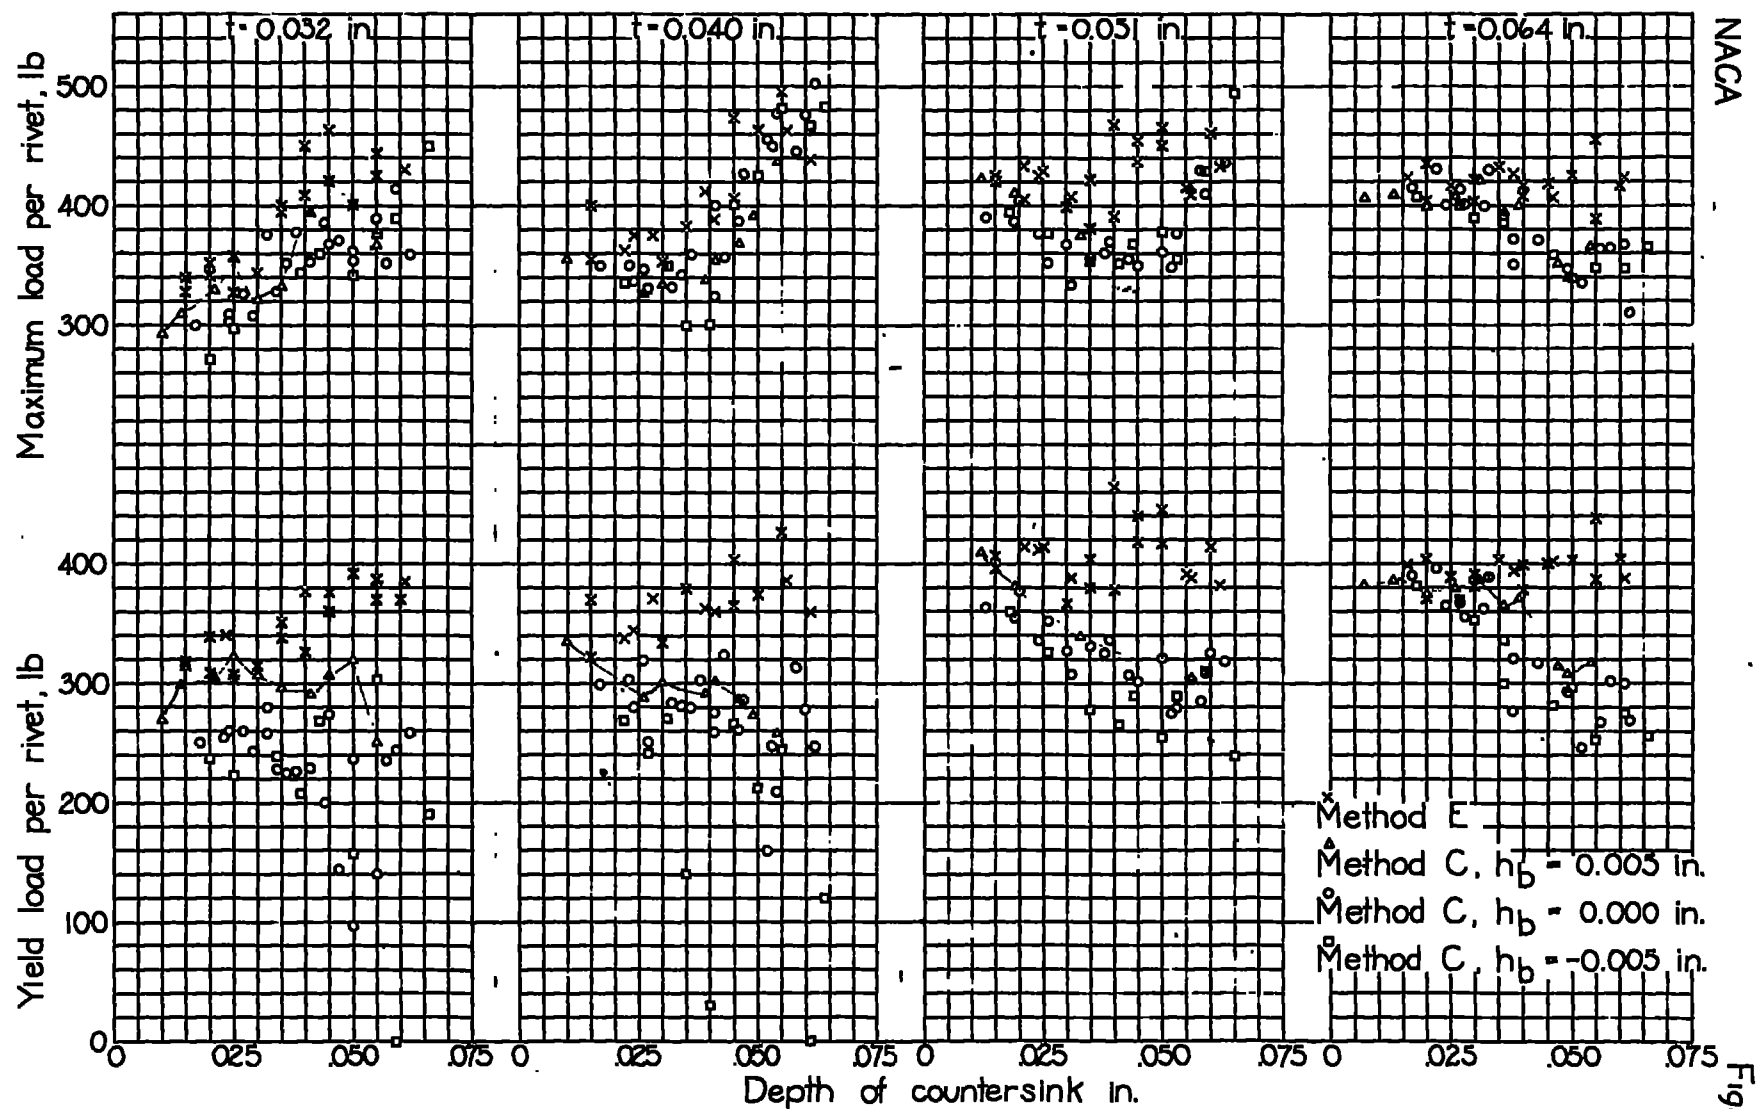 t=0.032 in.
t=0.040 in.
t=0.051 in.
t=0.064 in.
NACA
Maximum load per rivet, lb
500
400
300
Yield load per rivet, lb
400
300
200
100
0
Method E
Method C, hb = 0.005 in.
Method C, hb = 0.000 in.
Method C, hb = -0.005 in.
0 .025 .050 .075
0 .025 .050 .075
0 .025 .050 .075
0 .025 .050 .075
Depth of countersink in.
Fig.